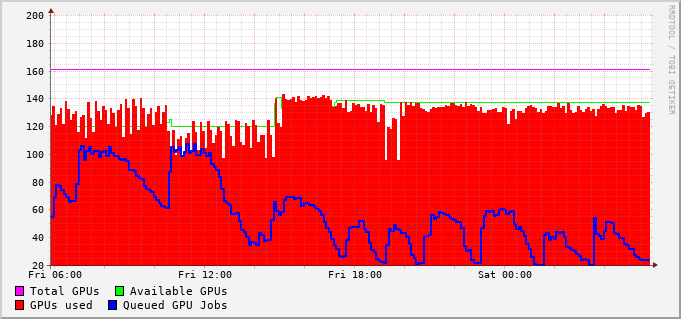 200
180
160
140
120
100
80
60
40
20
Fri 06:00 Fri 12:00 Fri 18:00 Sat 00:00
Total GPUs Available GPUs
GPUs used Queued GPU Jobs
RRDTOOL / TOBI OETIKER